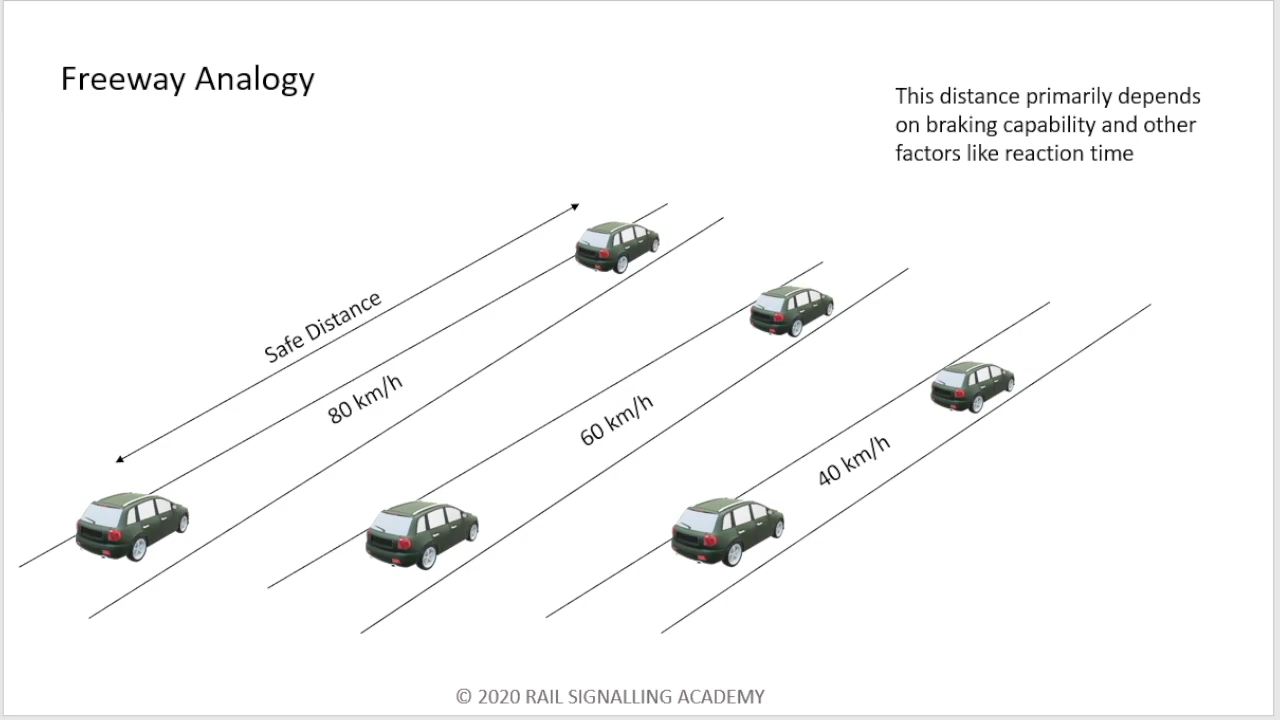 Freeway Analogy
This distance primarily depends
on braking capability and other
factors like reaction time
Safe Distance
80 km/h
60 km/h
40 km/h
© 2020 RAIL SIGNALLING ACADEMY